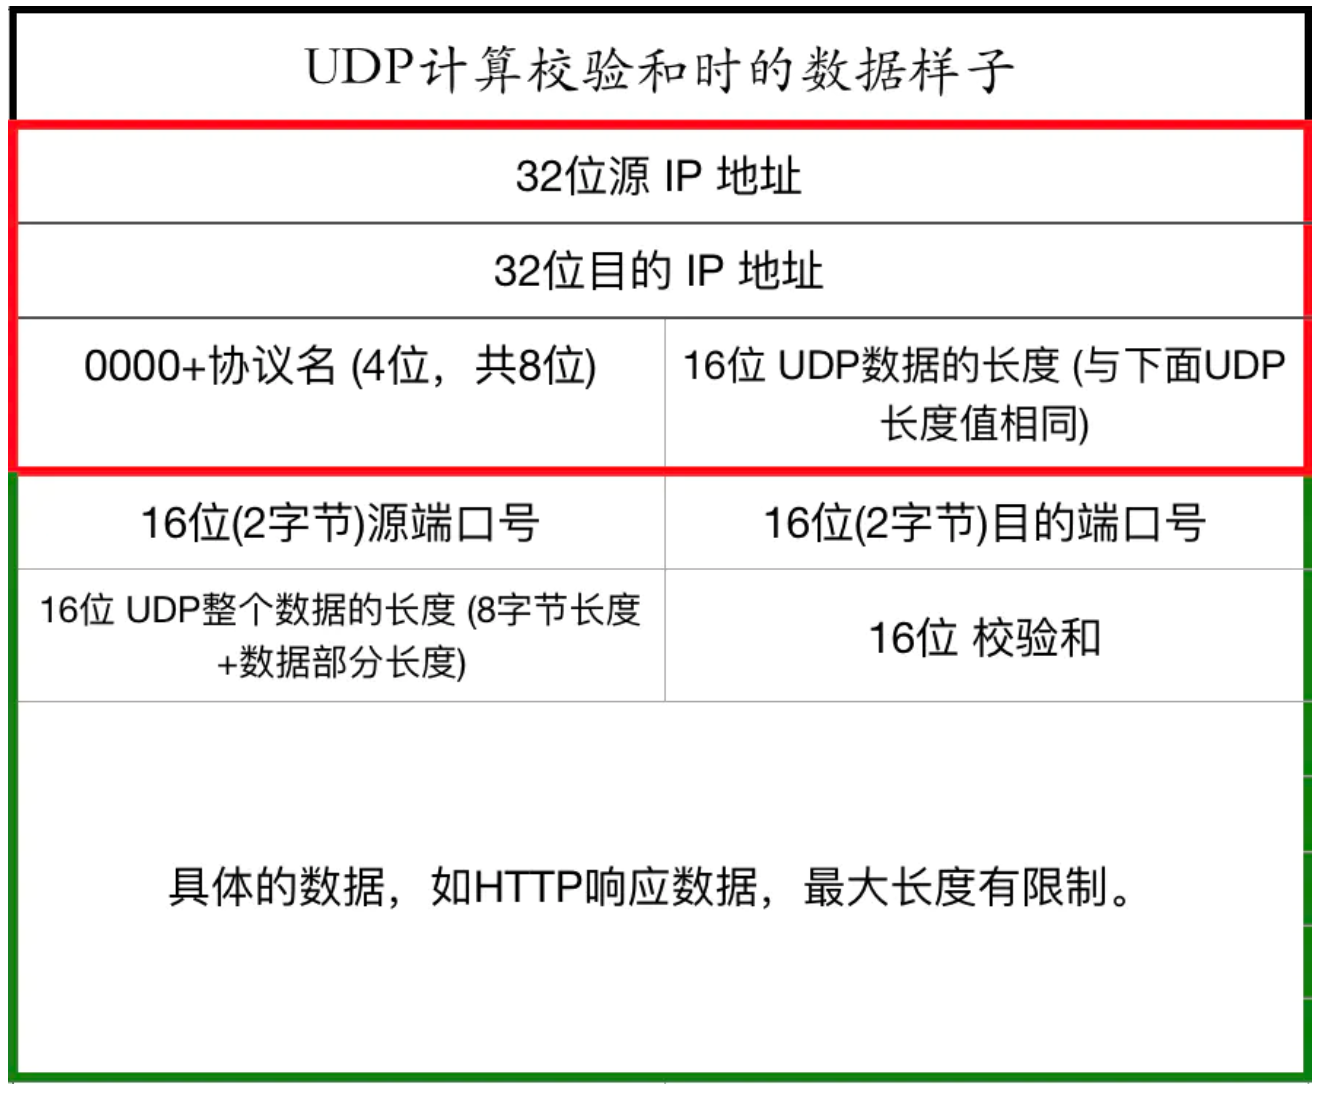 UDP计算校验和时的数据样子
32位源 IP 地址
32位目的 IP 地址
0000+协议名 (4位，共8位)
16位 UDP数据的长度 (与下面UDP
长度值相同)
16位(2字节)源端口号
16位(2字节)目的端口号
16位 UDP整个数据的长度 (8字节长度
+数据部分长度)
16位 校验和
具体的数据，如HTTP响应数据，最大长度有限制。